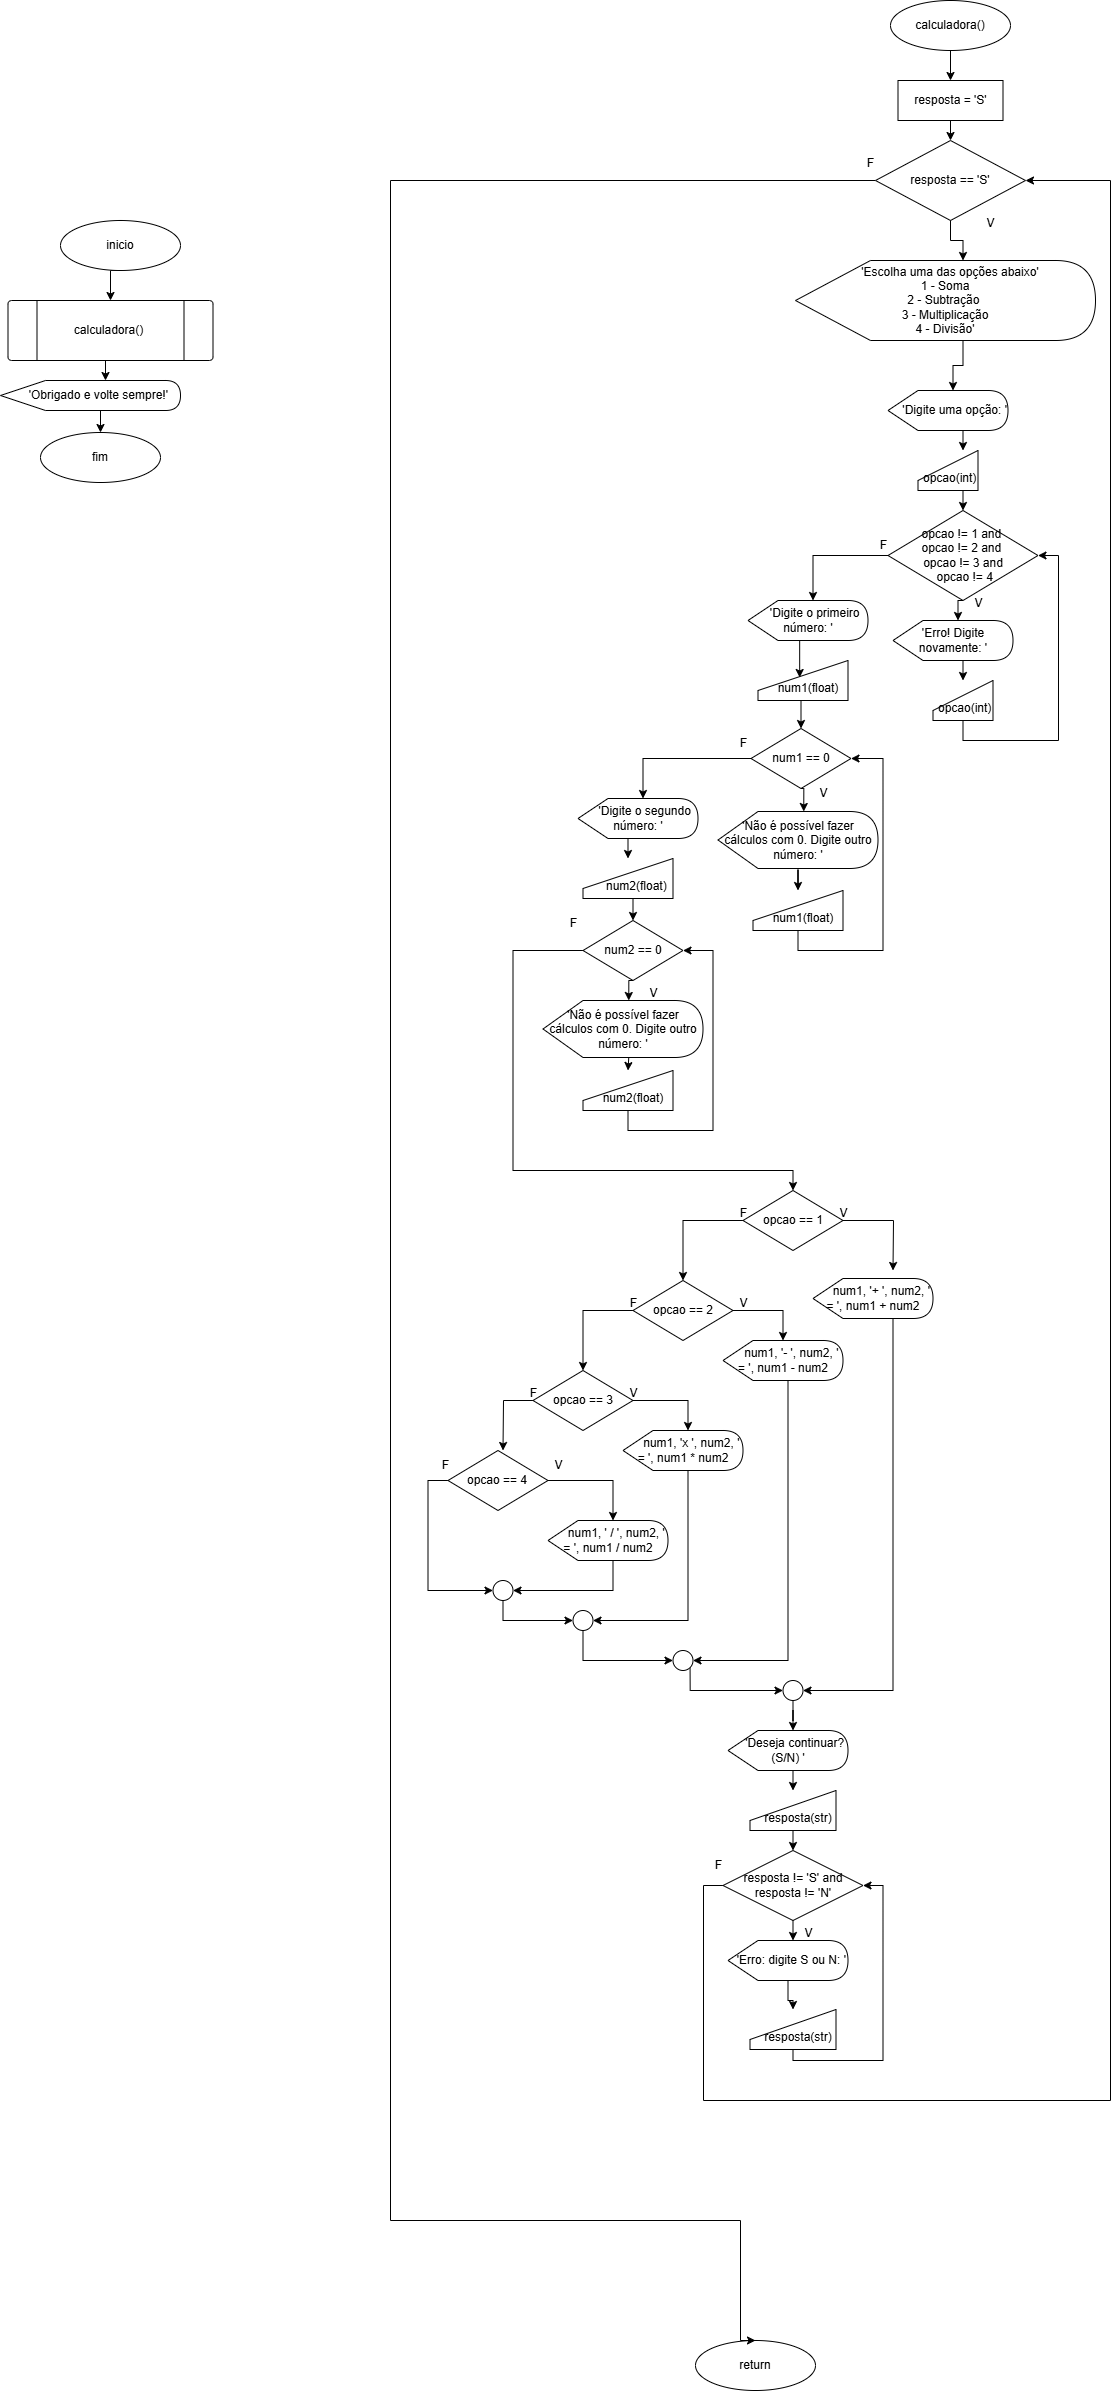 inicio
calculadora()
'Obrigado e volte sempre!'
fim
calculadora()
resposta = 'S'
resposta == 'S'
F
V
'Escolha uma das opções abaixo'
1 - Soma
2 - Subtração
3 - Multiplicação
4 - Divisão'
'Digite uma opção: '
opcao(int)
opcao != 1 and
opcao != 2 and
opcao != 3 and
opcao != 4
F
V
'Erro! Digite
novamente: '
opcao(int)
'Digite o primeiro
número: '
num1(float)
num1 == 0
F
V
'Não é possível fazer
cálculos com 0. Digite outro
número: '
num1(float)
'Digite o segundo
número: '
num2(float)
num2 == 0
F
V
'Não é possível fazer
cálculos com 0. Digite outro
número: '
num2(float)
opcao == 1
F
V
num1, '+ ', num2, '
= ', num1 + num2
opcao == 2
F
V
num1, '- ', num2, '
= ', num1 - num2
opcao == 3
F
V
num1, 'x ', num2, '
= ', num1 * num2
opcao == 4
F
V
num1, ' / ', num2, '
= ', num1 / num2
'Deseja continuar?
(S/N) '
resposta(str)
resposta != 'S' and
resposta != 'N'
F
V
'Erro: digite S ou N: '
resposta(str)
return